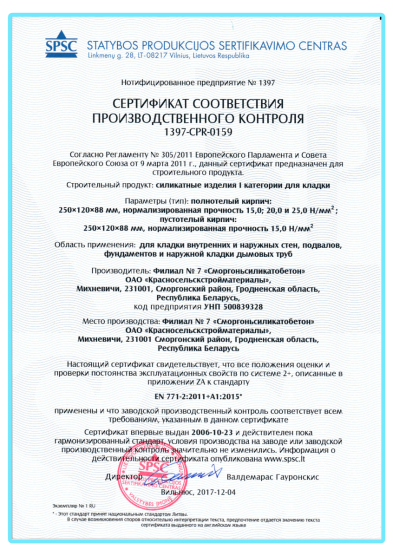 SPSC
STATYBOS PRODUKCIJOS SERTIFIKAVIMO CENTRAS
Linkmenų g. 28, LT-08217 Vilnius, Lietuvos Respublika
Нотифицированное предприятие № 1397
СЕРТИФИКАТ СООТВЕТСТВИЯ
ПРОИЗВОДСТВЕННОГО КОНТРОЛЯ
1397-CPR-0159
Согласно Регламенту № 305/2011 Европейского Парламента и Совета
Европейского Союза от 9 марта 2011 г., данный сертификат предназначен для
строительного продукта.
Строительный продукт: силикатные изделия I категории для кладки
Параметры (тип): полнотелый кирпич:
250×120×88 мм, нормализированная прочность 15,0; 20,0 и 25,0 Н/мм²;
пустотелый кирпич:
250×120×88 мм, нормализированная прочность 15,0 Н/мм²
Область применения: для кладки внутренних и наружных стен, подвалов,
фундаментов и наружной кладки дымовых труб
Производитель: Филиал № 7 «Сморгоньсиликатобетон»
ОАО «Красносельскстройматериалы»,
Михневичи, 231001, Сморгонский район, Гродненская область,
Республика Беларусь,
код предприятия УНП 500839328
Место производства: Филиал № 7 «Сморгоньсиликатобетон»
ОАО «Красносельскстройматериалы»,
Михневичи, 231001 Сморгонский район, Гродненская область,
Республика Беларусь
Настоящий сертификат свидетельствует, что все положения оценки и
проверки постоянства эксплуатационных свойств по системе 2+, описанные в
приложении ZA к стандарту
EN 771-2:2011+A1:2015*
применены и что заводской производственный контроль соответствует всем
требованиям, указанным в данном сертификате
Сертификат впервые выдан 2006-10-23 и действителен пока
гармонизированный стандарт, условия производства на заводе или заводской
производственный контроль значительно не изменились. Информация о
действительности сертификата опубликована www.spsc.lt
SPSC
Директор Валдемарас Гауронскис
Вильнюс, 2017-12-04
Экземпляр № 1 RU
* - Этот стандарт принят национальным стандартом Литвы.
В случае возникновения споров относительно интерпретации текста, предпочтение отдается значению текста
сертификата выданного на английском языке